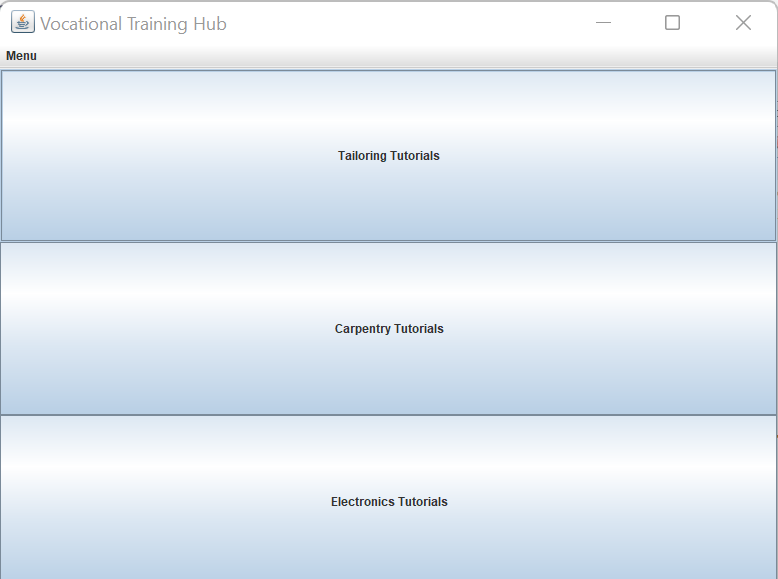 Vocational Training Hub
Menu
Tailoring Tutorials
Carpentry Tutorials
Electronics Tutorials